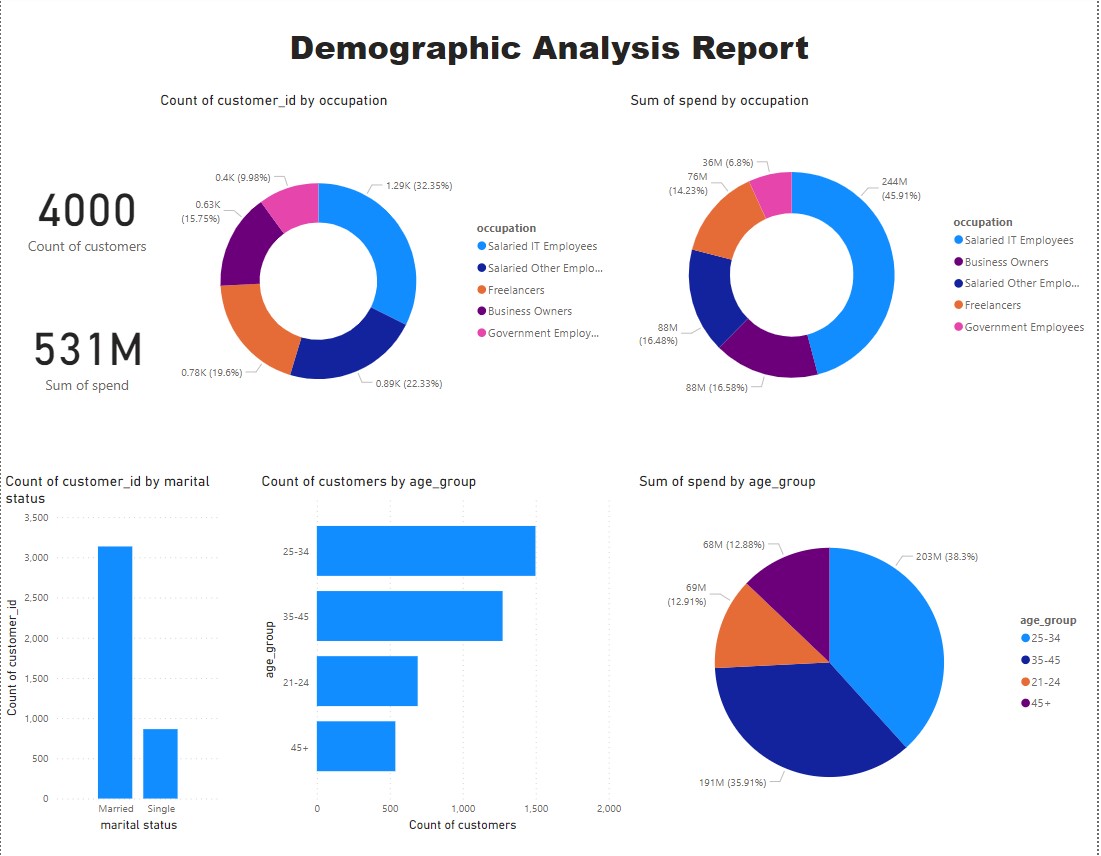 Demographic Analysis Report
Count of customer_id by occupation
4000
Count of customers
531M
Sum of spend
0.4K (9.98%)
1.29K (32.35%)
0.63K
(15.75%)
0.78K (19.6%)
0.89K (22.33%)
occupation
Salaried IT Employees
Salaried Other Emplo...
Freelancers
Business Owners
Government Employ...
Sum of spend by occupation
36M (6.8%)
76M
(14.23%)
244M
(45.91%)
88M
(16.48%)
88M (16.58%)
occupation
Salaried IT Employees
Business Owners
Salaried Other Emplo...
Freelancers
Government Employees
Count of customer_id by marital
status
Count of customer_id
3,500
3,000
2,500
2,000
1,500
1,000
500
0
Married
Single
marital status
Count of customers by age_group
age_group
25-34
35-45
21-24
45+
0
500
1,000
1,500
2,000
Count of customers
Sum of spend by age_group
68M (12.88%)
203M (38.3%)
69M
(12.91%)
191M (35.91%)
age_group
25-34
35-45
21-24
45+